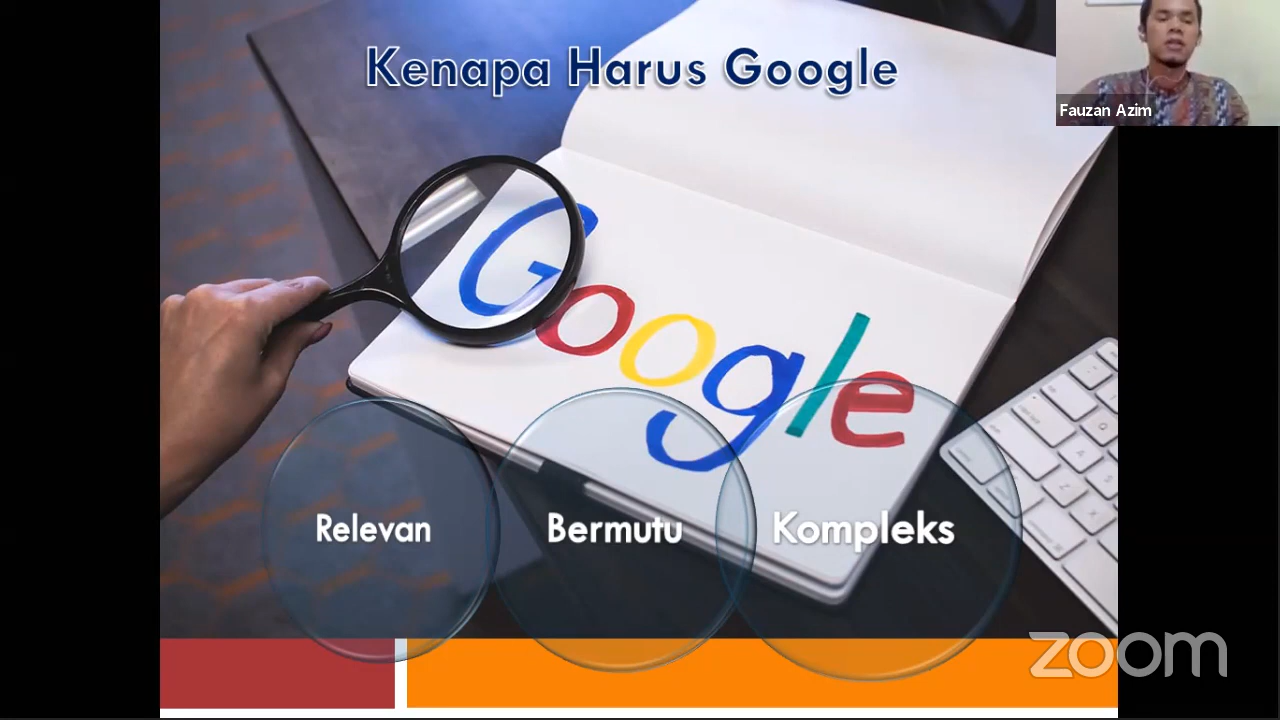 Kenapa Harus Google
Fauzan Azim
Google
Relevan
Bermutu
Kompleks
zoom